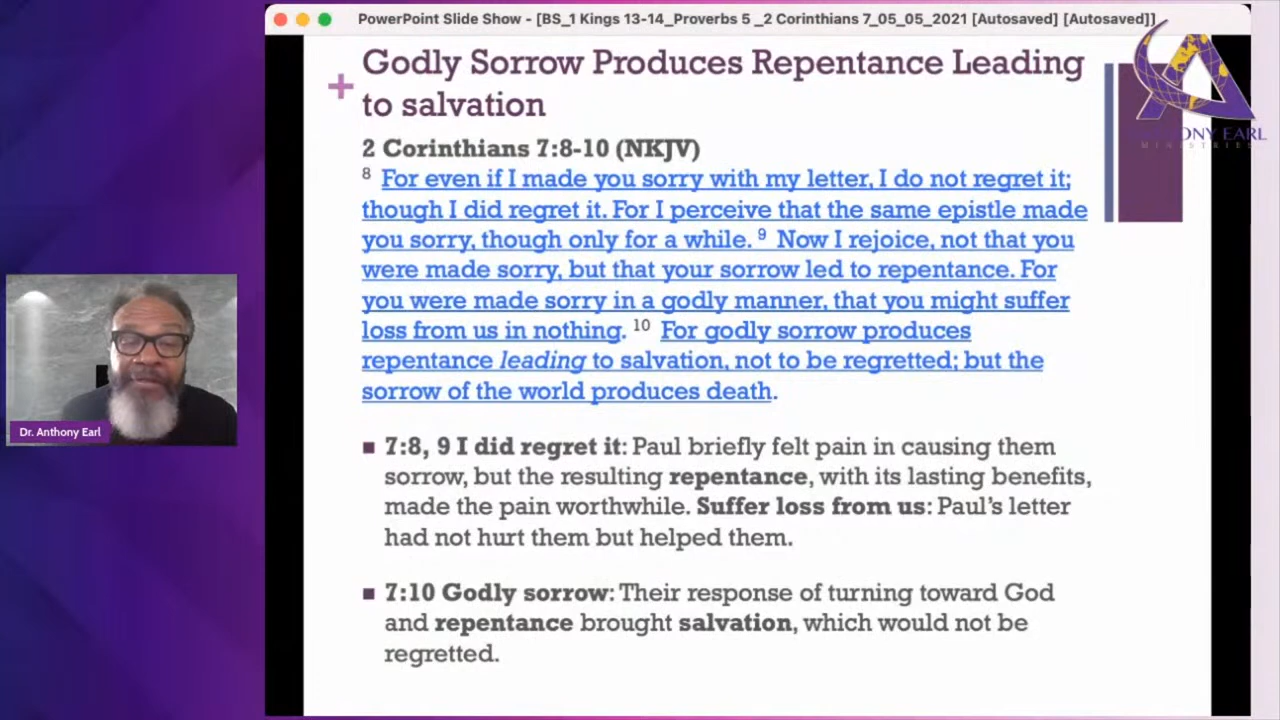 PowerPoint Slide Show - [BS_1 Kings 13-14_Proverbs 5 _2 Corinthians 7_05_05_2021 [Autosaved] [Autosaved]]
Godly Sorrow Produces Repentance Leading
to salvation
2 Corinthians 7:8-10 (NKJV)
8 For even if I made you sorry with my letter, I do not regret it;
though I did regret it. For I perceive that the same epistle made
you sorry, though only for a while. 9 Now I rejoice, not that you
were made sorry, but that your sorrow led to repentance. For
you were made sorry in a godly manner, that you might suffer
loss from us in nothing. 10 For godly sorrow produces
repentance leading to salvation, not to be regretted; but the
sorrow of the world produces death.
■ 7:8, 9 I did regret it: Paul briefly felt pain in causing them
sorrow, but the resulting repentance, with its lasting benefits,
made the pain worthwhile. Suffer loss from us: Paul's letter
had not hurt them but helped them.
■ 7:10 Godly sorrow: Their response of turning toward God
and repentance brought salvation, which would not be
regretted.
Dr. Anthony Earl
EARL
MINISTRIES